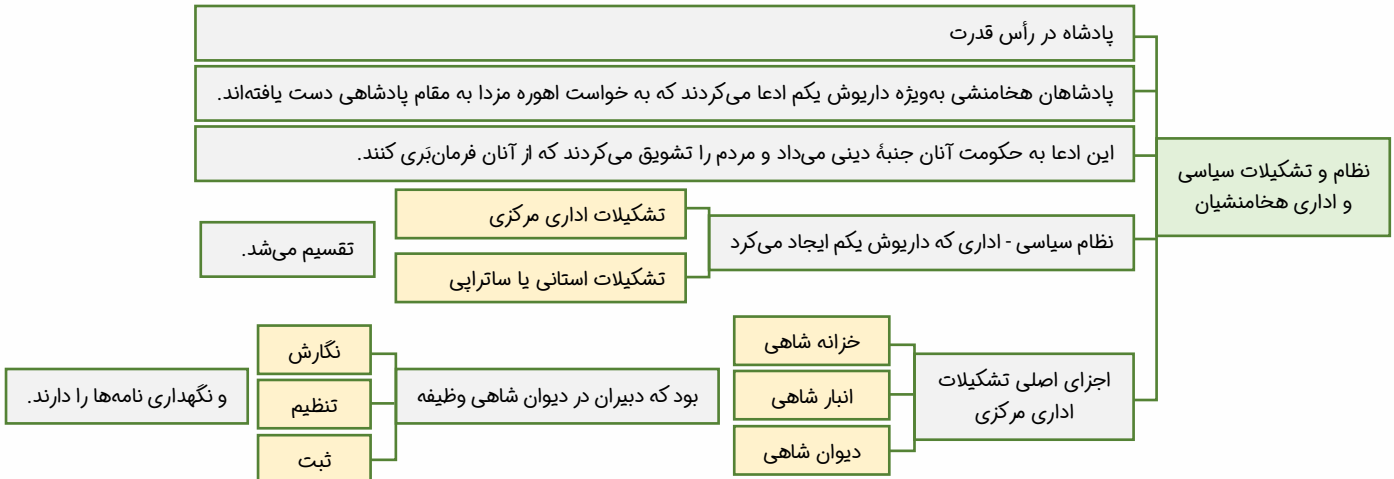 نظام و تشکیلات سیاسی
و اداری هخامنشیان
پادشاه در رأس قدرت
پادشاهان هخامنشی به‌ویژه داریوش یکم ادعا می‌کردند که به خواست اهوره مزدا به مقام پادشاهی دست یافته‌اند.
این ادعا به حکومت آنان جنبهٔ دینی می‌داد و مردم را تشویق می‌کردند که از آنان فرمان‌بَری کنند.
نظام سیاسی - اداری که داریوش یکم ایجاد می‌کرد
تشکیلات اداری مرکزی
تشکیلات استانی یا ساتراپی
تقسیم می‌شد.
اجزای اصلی تشکیلات
اداری مرکزی
خزانه شاهی
انبار شاهی
دیوان شاهی
بود که دبیران در دیوان شاهی وظیفه
نگارش
تنظیم
ثبت
و نگهداری نامه‌ها را دارند.